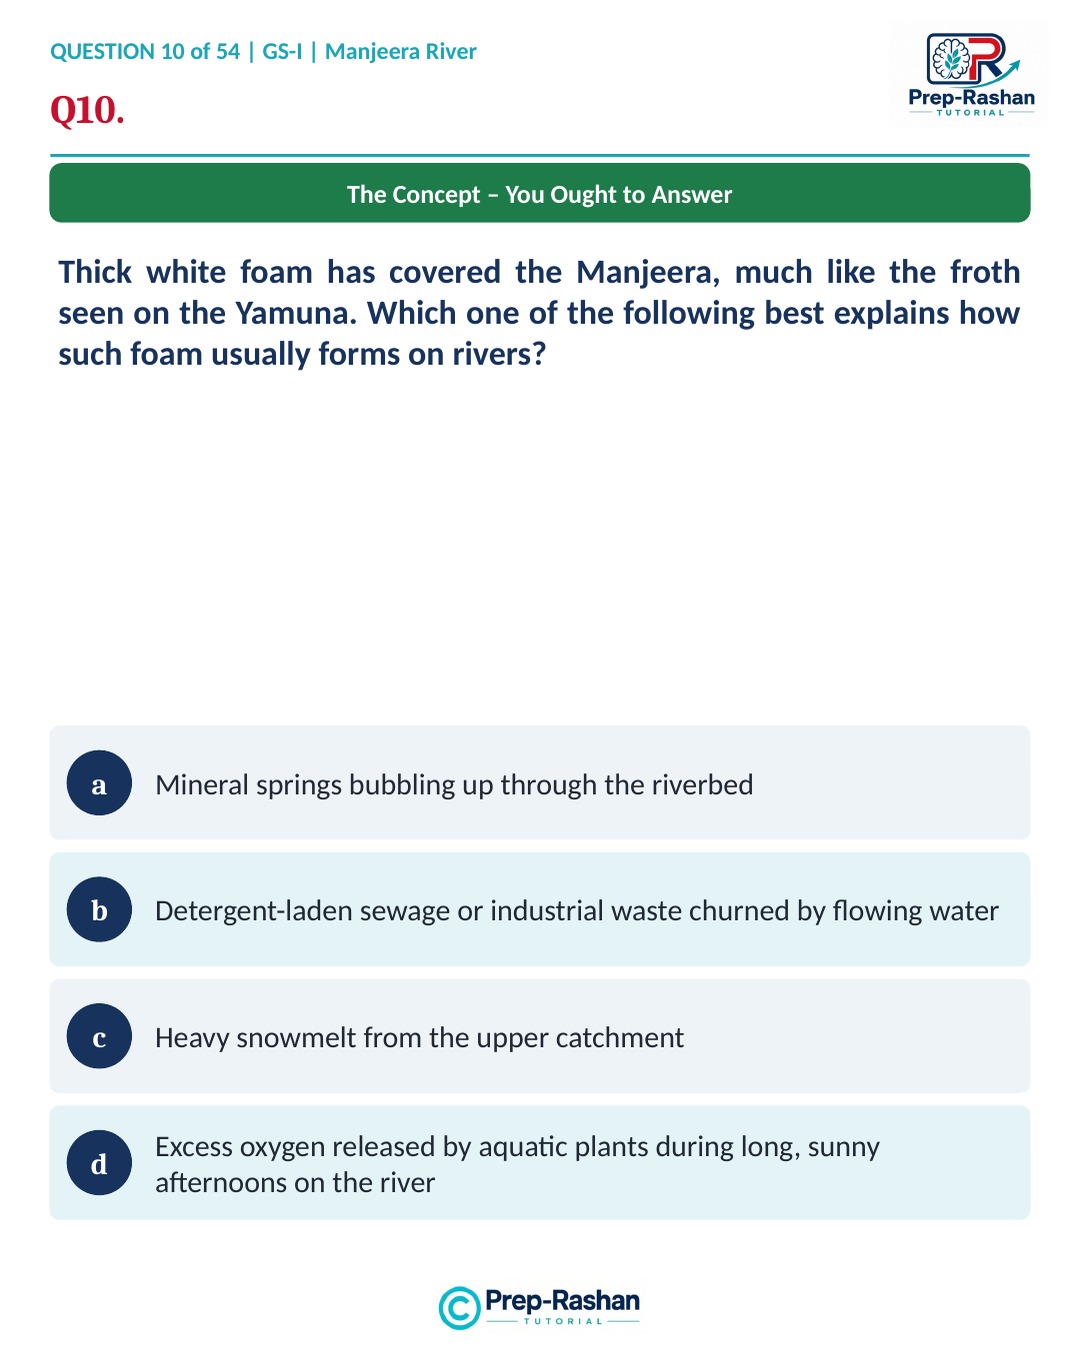 QUESTION 10 of 54 | GS-I | Manjeera River
Q10.
R
Prep-Rashan
TUTORIAL
The Concept – You Ought to Answer
Thick white foam has covered the Manjeera, much like the froth
seen on the Yamuna. Which one of the following best explains how
such foam usually forms on rivers?
a Mineral springs bubbling up through the riverbed
b Detergent-laden sewage or industrial waste churned by flowing water
c Heavy snowmelt from the upper catchment
d Excess oxygen released by aquatic plants during long, sunny
afternoons on the river
© Prep-Rashan
TUTORIAL